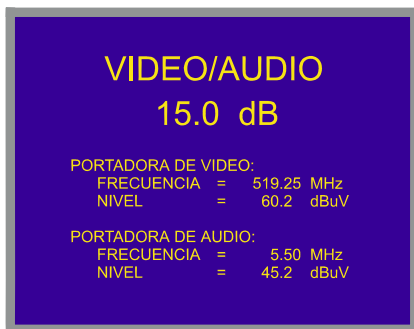 VIDEO/AUDIO
15.0 dB
PORTADORA DE VIDEO:
FRECUENCIA = 519.25 MHz
NIVEL = 60.2 dBuV
PORTADORA DE AUDIO:
FRECUENCIA = 5.50 MHz
NIVEL = 45.2 dBuV